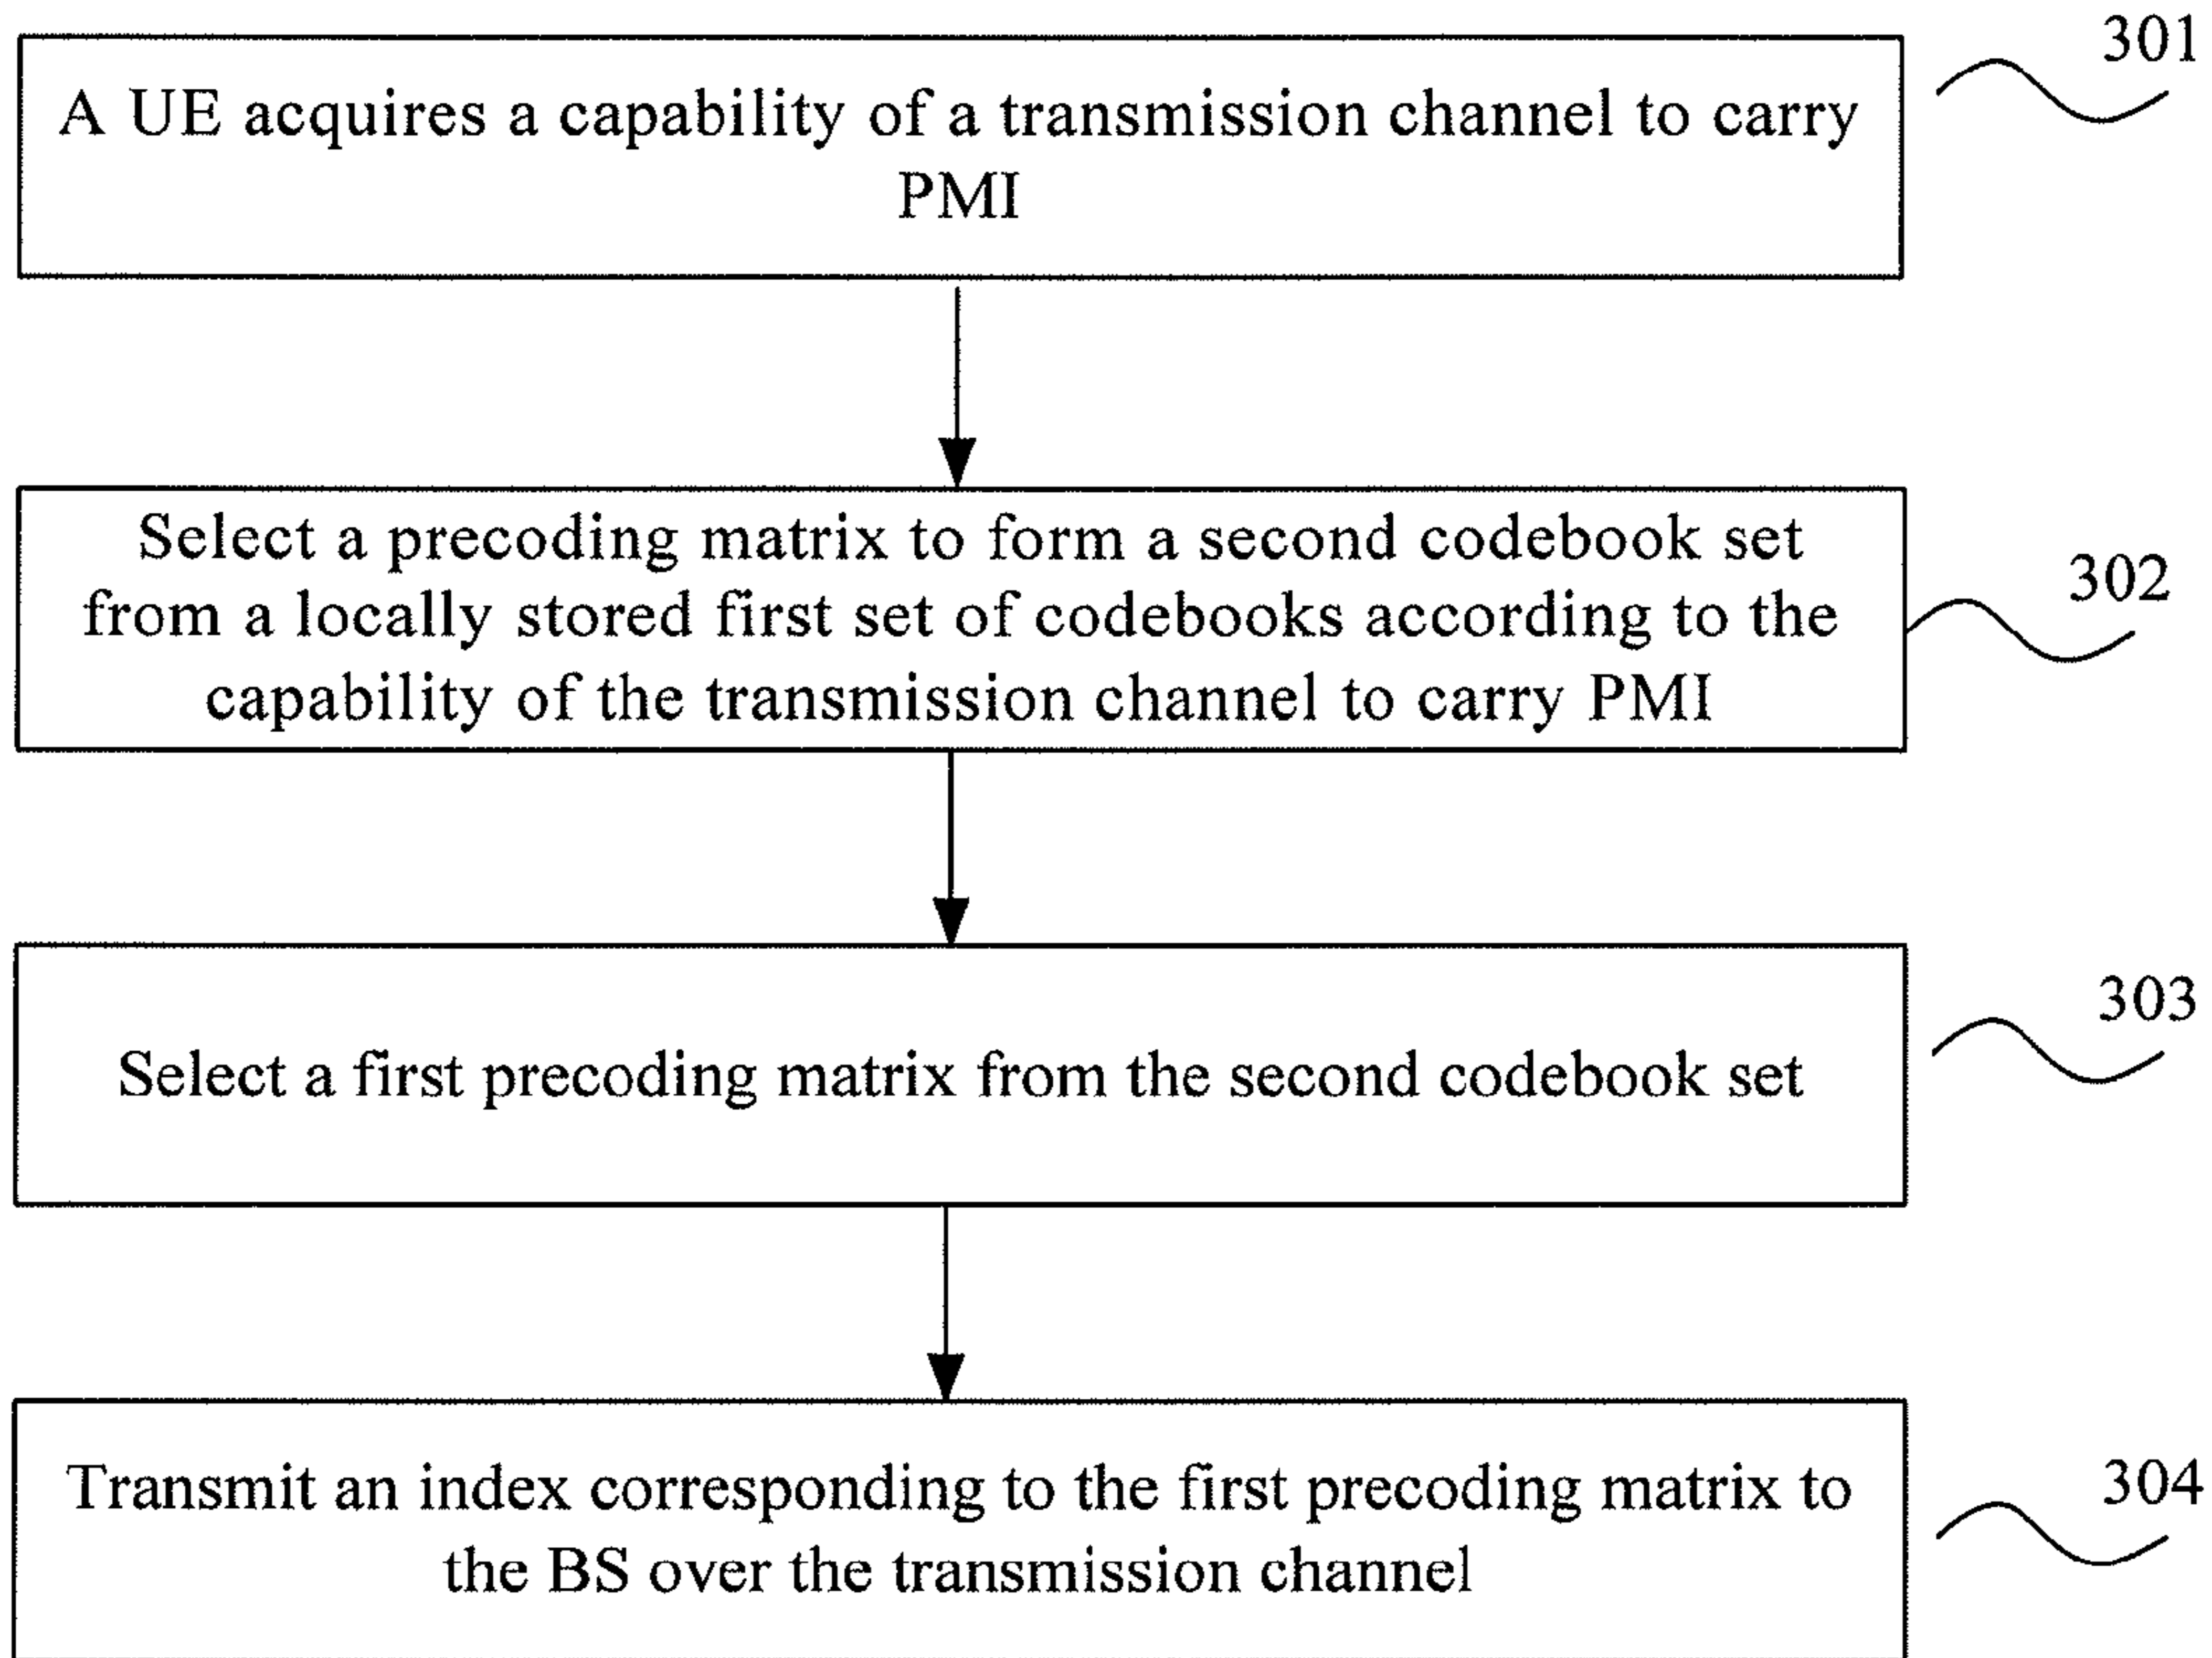 301
A UE acquires a capability of a transmission channel to carry
PMI
Select a precoding matrix to form a second codebook set
from a locally stored first set of codebooks according to the
capability of the transmission channel to carry PMI
302
303
Select a first precoding matrix from the second codebook set
304
Transmit an index corresponding to the first precoding matrix to
the BS over the transmission channel